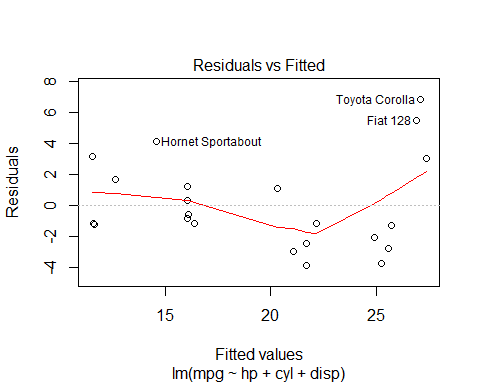 Residuals vs Fitted
Residuals
8
6
4
2
0
-2
-4
Toyota Corolla
Fiat 128
Hornet Sportabout
15
20
25
Fitted values
lm(mpg ~ hp + cyl + disp)